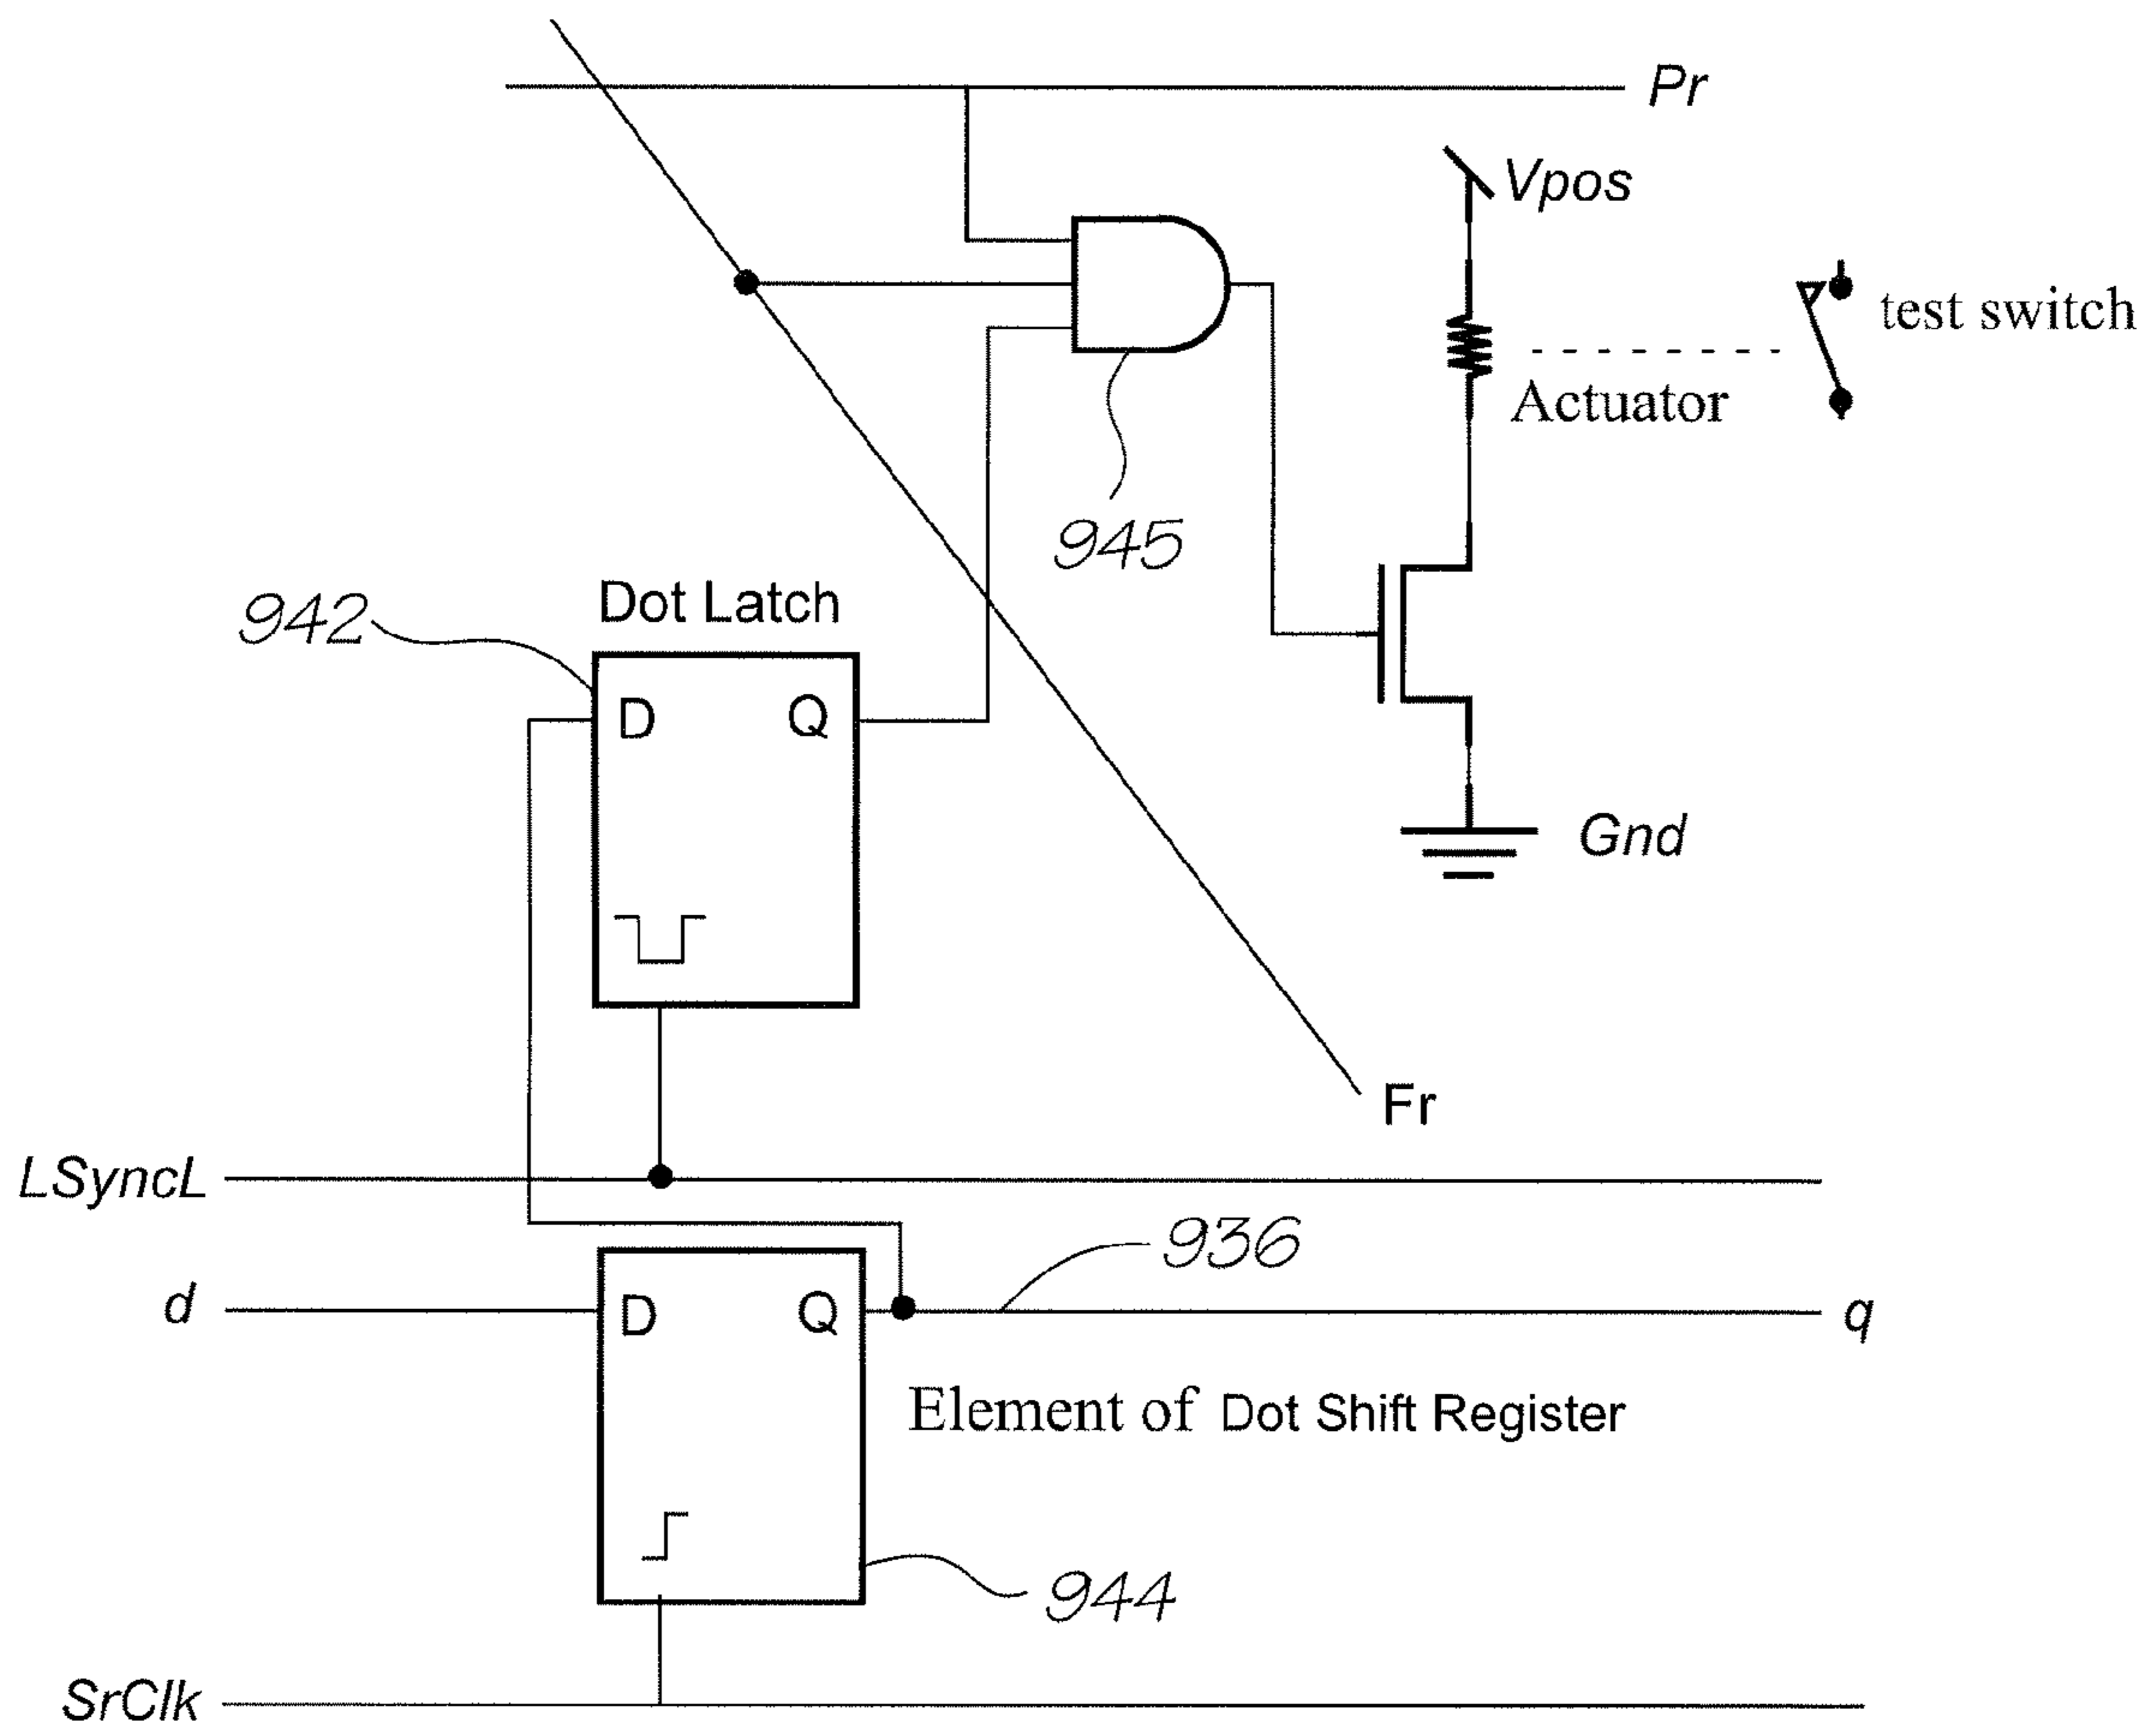 Pr
Vpos
test switch
Actuator
945
942
Dot Latch
D Q
Gnd
Fr
LSyncL
936
d
D Q
q
Element of Dot Shift Register
944
SrClk